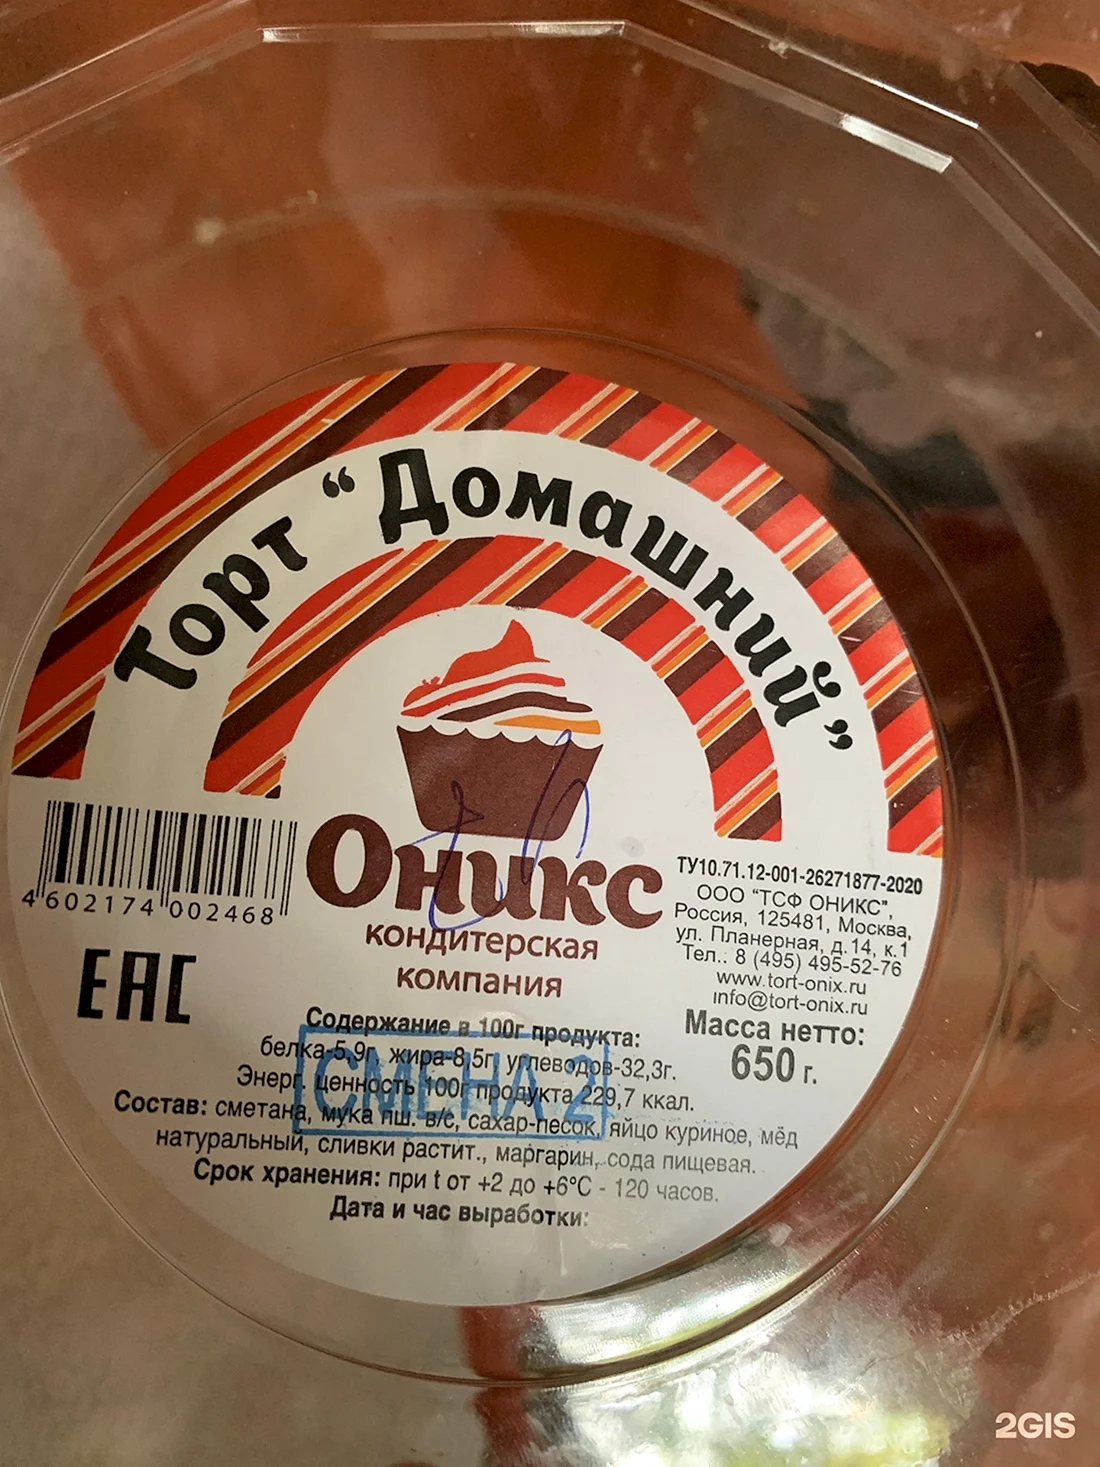 Торт “Домашний”
4 602174 002468
EAC
Оникс
кондитерская
компания
ТУ10.71.12-001-26271877-2020
ООО "ТСФ ОНИКС",
Россия, 125481, Москва,
ул. Планерная, д.14, к.1
Тел.: 8 (495) 495-52-76
www.tort-onix.ru
info@tort-onix.ru
Масса нетто:
650 г.
Содержание в 100г продукта:
белка-5,9г, жира-8,5г, углеводов-32,3г.
Энерг. ценность 100г продукта 229,7 ккал.
СМЕНА 2
Состав: сметана, мука пш. в/с, сахар-песок, яйцо куриное, мёд
натуральный, сливки растит., маргарин, сода пищевая.
Срок хранения: при t от +2 до +6°С - 120 часов.
Дата и час выработки:
2GIS